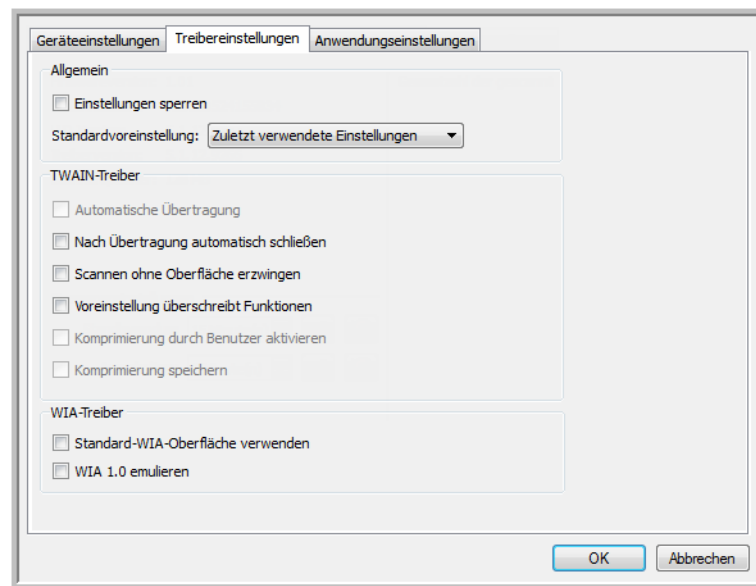 Geräteeinstellungen Treibereinstellungen Anwendungseinstellungen
Allgemein
Einstellungen sperren
Standardvoreinstellung: Zuletzt verwendete Einstellungen
TWAIN-Treiber
Automatische Übertragung
Nach Übertragung automatisch schließen
Scannen ohne Oberfläche erzwingen
Voreinstellung überschreibt Funktionen
Komprimierung durch Benutzer aktivieren
Komprimierung speichern
WIA-Treiber
Standard-WIA-Oberfläche verwenden
WIA 1.0 emulieren
OK Abbrechen